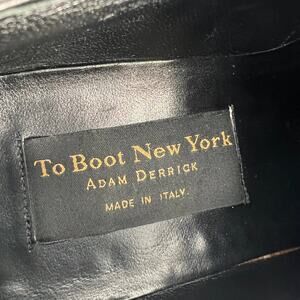 To Boot New York
ADAM DERRICK
MADE IN ITALY